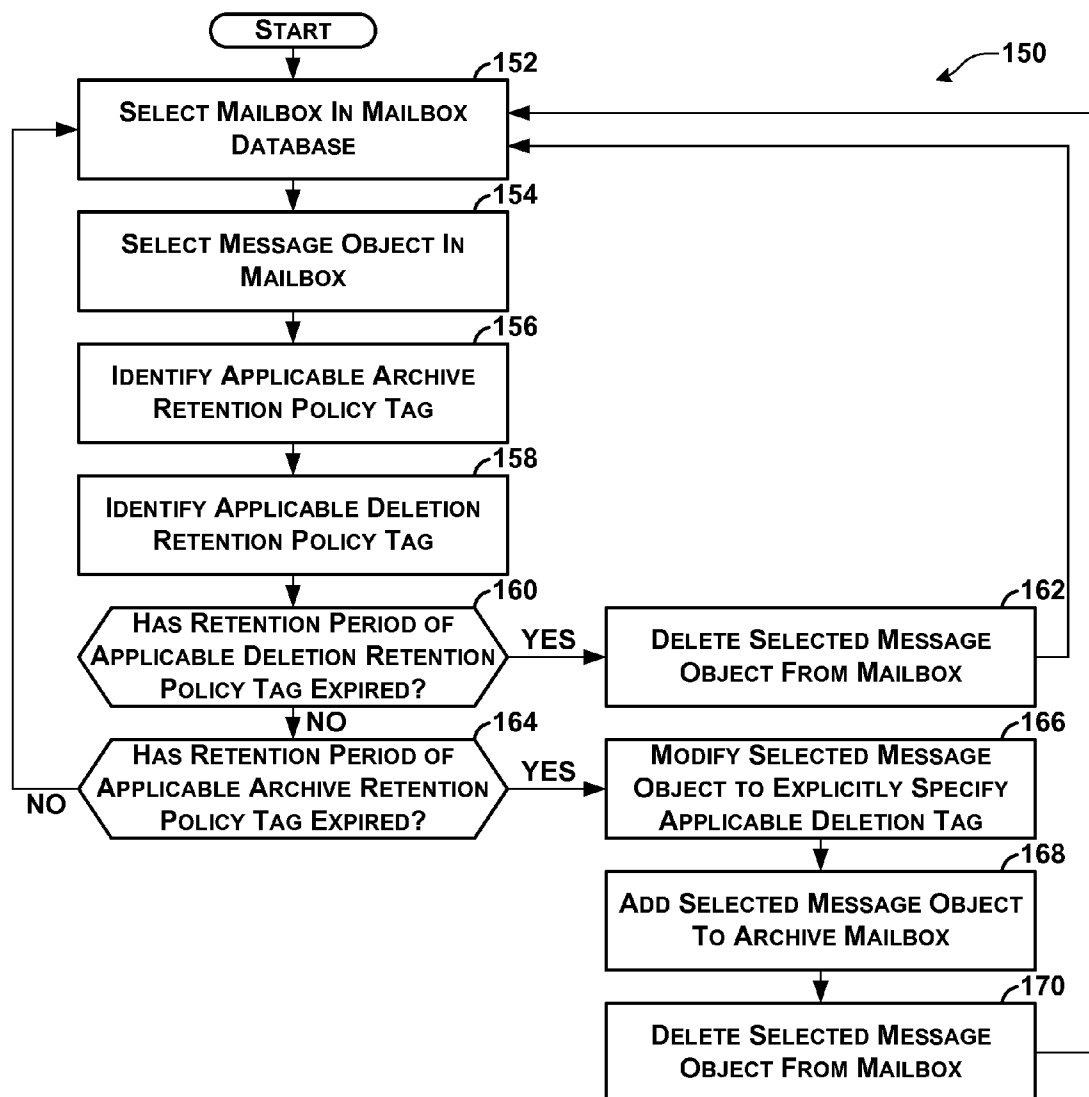 START
150
152
SELECT MAILBOX IN MAILBOX
DATABASE
154
SELECT MESSAGE OBJECT IN
MAILBOX
156
IDENTIFY APPLICABLE ARCHIVE
RETENTION POLICY TAG
158
IDENTIFY APPLICABLE DELETION
RETENTION POLICY TAG
160
HAS RETENTION PERIOD OF
APPLICABLE DELETION RETENTION
POLICY TAG EXPIRED?
YES
162
DELETE SELECTED MESSAGE
OBJECT FROM MAILBOX
NO
164
HAS RETENTION PERIOD OF
APPLICABLE ARCHIVE RETENTION
POLICY TAG EXPIRED?
NO
YES
166
MODIFY SELECTED MESSAGE
OBJECT TO EXPLICITLY SPECIFY
APPLICABLE DELETION TAG
168
ADD SELECTED MESSAGE OBJECT
TO ARCHIVE MAILBOX
170
DELETE SELECTED MESSAGE
OBJECT FROM MAILBOX